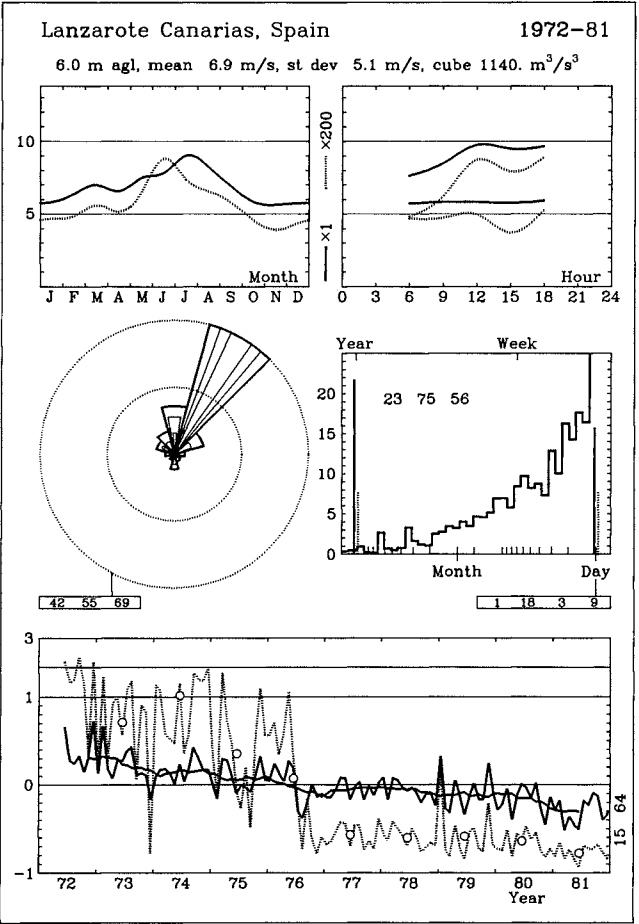 Lanzarote Canarias, Spain 1972-81
6.0 m agl, mean 6.9 m/s, st dev 5.1 m/s, cube 1140. m³/s³
10
5
Month
J F M A M J J A S O N D
×1 ×200
Hour
0 3 6 9 12 15 18 21 24
42 55 69
Year Week
20
15
10
5
0
23 75 56
Month Day
1 18 3 9
3
1
0
-1
72 73 74 75 76 77 78 79 80 81
Year
15 64